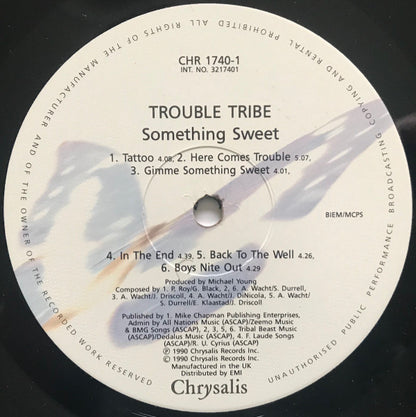 ALL RIGHTS OF THE MANUFACTURER AND OF THE OWNER OF THE RECORDED WORK RESERVED
UNAUTHORISED PUBLIC PERFORMANCE BROADCASTING COPYING AND RENTAL PROHIBITED
CHR 1740-1
INT. NO. 3217401
TROUBLE TRIBE
Something Sweet
1. Tattoo 4.08, 2. Here Comes Trouble 5.07,
3. Gimme Something Sweet 4.01,
BIEM/MCPS
4. In The End 4.39, 5. Back To The Well 4.26,
6. Boys Nite Out 4.29
Produced by Michael Young
Composed by 1. P. Roy/G. Black, 2, 6. A. Wacht/S. Durrell,
3. A. Wacht/J. Driscoll, 4. A. Wacht/J. DiNicola, 5. A. Wacht/
S. Durrell/E. Klaastad/J. Driscoll
Published by 1. Mike Chapman Publishing Enterprises,
Admin by All Nations Music (ASCAP)/Zeemo Music
& BMG Songs (ASCAP), 2, 3, 5, 6. Tribal Beast Music
(ASCAP)/Dedalus Music (ASCAP), 4. F. Laude Songs
(ASCAP)/R. U. Cyrius (ASCAP)
℗ 1990 Chrysalis Records Inc.
© 1990 Chrysalis Records Inc.
Manufactured in the UK
Distributed by EMI
Chrysalis